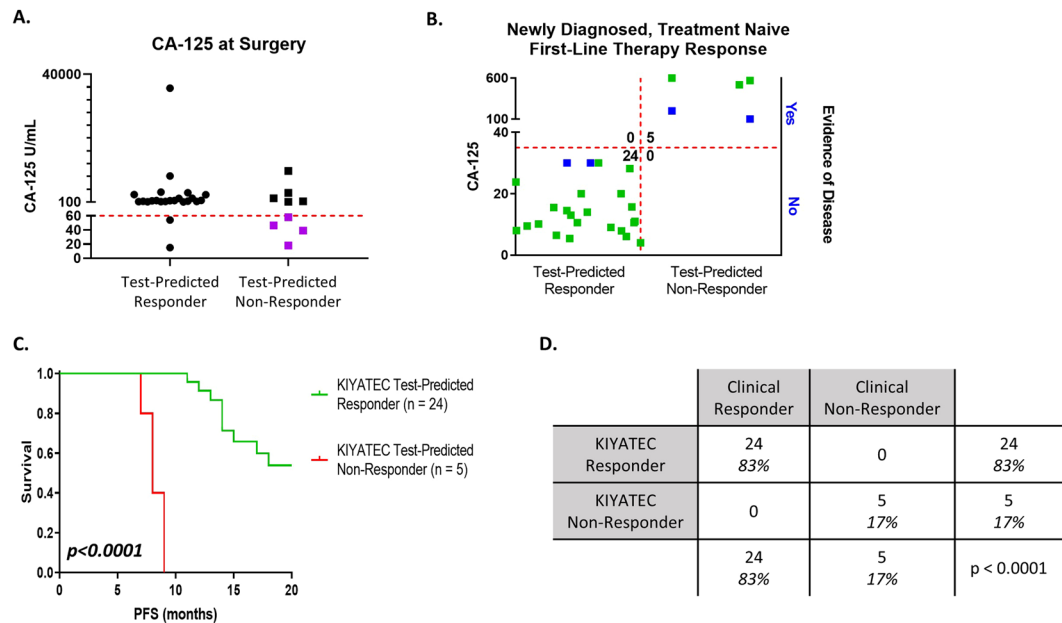 A.
CA-125 at Surgery
CA-125 U/mL
40000
100
60
40
20
0
Test-Predicted
Responder
Test-Predicted
Non-Responder
B.
Newly Diagnosed, Treatment Naive
First-Line Therapy Response
CA-125
600
100
40
20
0
0 5
24 0
Yes
No
Evidence of Disease
Test-Predicted
Responder
Test-Predicted
Non-Responder
C.
Survival
1.0
0.8
0.6
0.4
0.2
0.0
p<0.0001
0 5 10 15 20
PFS (months)
KIYATEC Test-Predicted
Responder (n = 24)
KIYATEC Test-Predicted
Non-Responder (n = 5)
D.
Clinical
Responder
Clinical
Non-Responder
KIYATEC
Responder
24
83%
0
24
83%
KIYATEC
Non-Responder
0
5
17%
5
17%
24
83%
5
17%
p < 0.0001